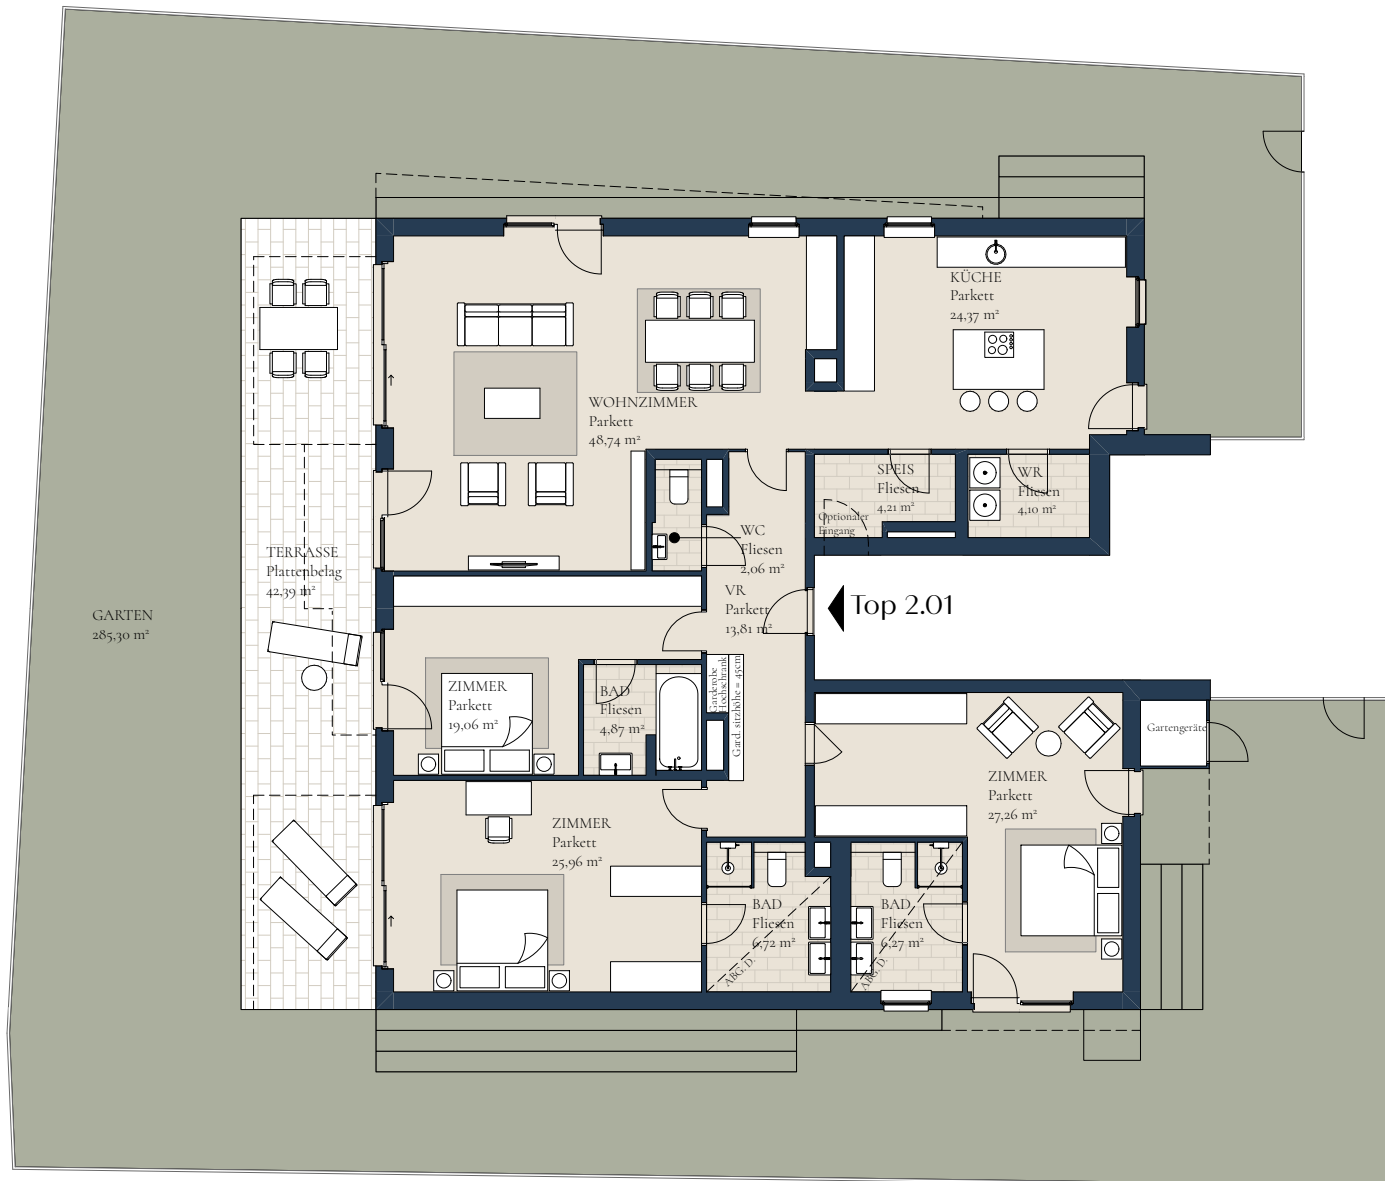 KÜCHE
Parkett
24,37 m²
WOHNZIMMER
Parkett
48,74 m²
SPEIS
Fliesen
4,21 m²
WR
Fliesen
4,10 m²
Optionaler
Eingang
WC
Fliesen
2,06 m²
TERRASSE
Plattenbelag
42,39 m²
VR
Parkett
13,81 m²
Top 2.01
GARTEN
285,30 m²
Garderobe
Hochschrank
Gard. sitzhöhe = 45cm
ZIMMER
Parkett
19,06 m²
BAD
Fliesen
4,87 m²
Gartengeräte
ZIMMER
Parkett
27,26 m²
ZIMMER
Parkett
25,96 m²
BAD
Fliesen
6,72 m²
ABG. D.
BAD
Fliesen
6,27 m²
ABG. D.